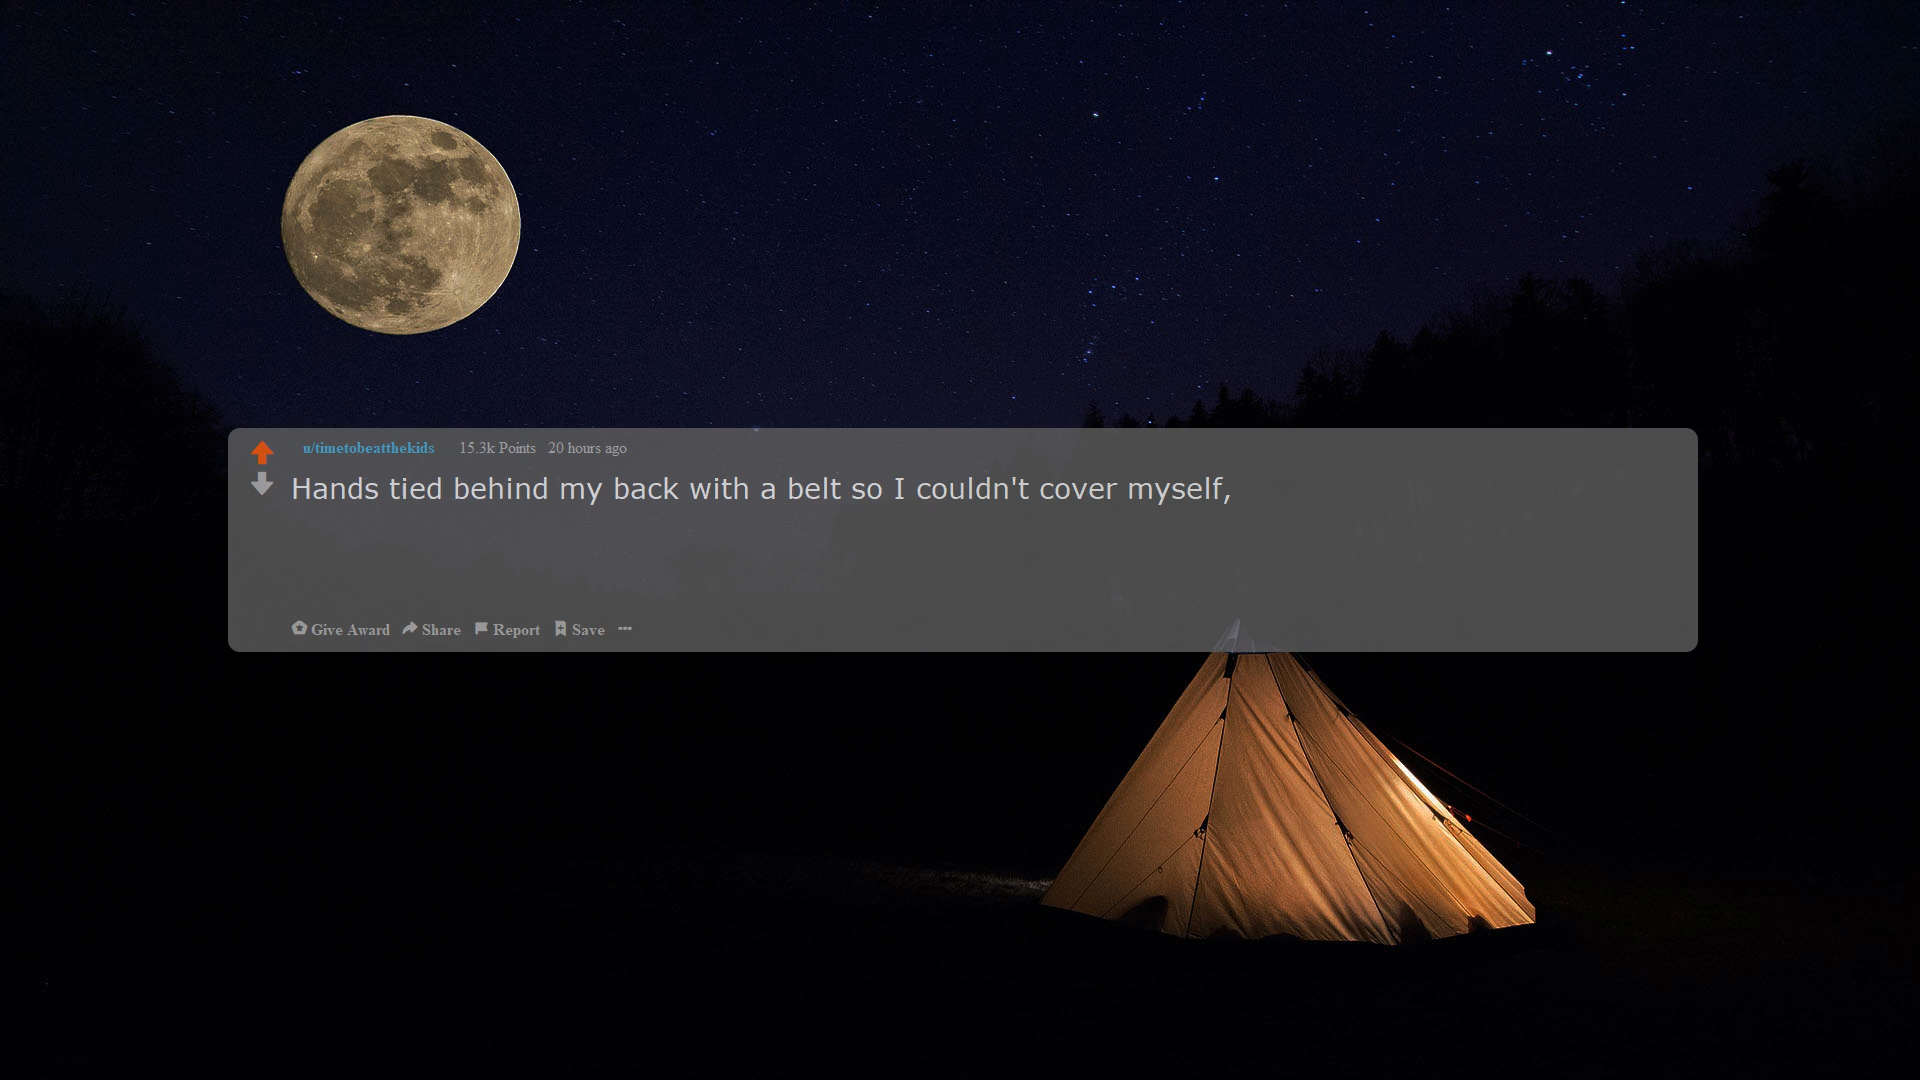 u/timetobeatthekids 15.3k Points 20 hours ago
Hands tied behind my back with a belt so I couldn't cover myself,
Give Award Share Report Save